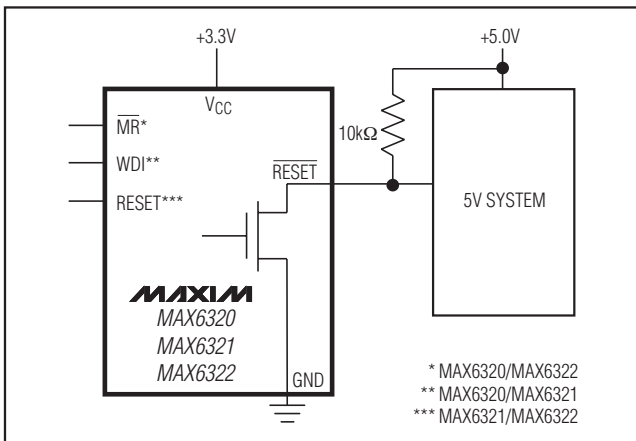 +3.3V
+5.0V
VCC
MR*
10kΩ
WDI**
RESET
RESET***
5V SYSTEM
MAXIM
MAX6320
MAX6321
MAX6322
GND
* MAX6320/MAX6322
** MAX6320/MAX6321
*** MAX6321/MAX6322